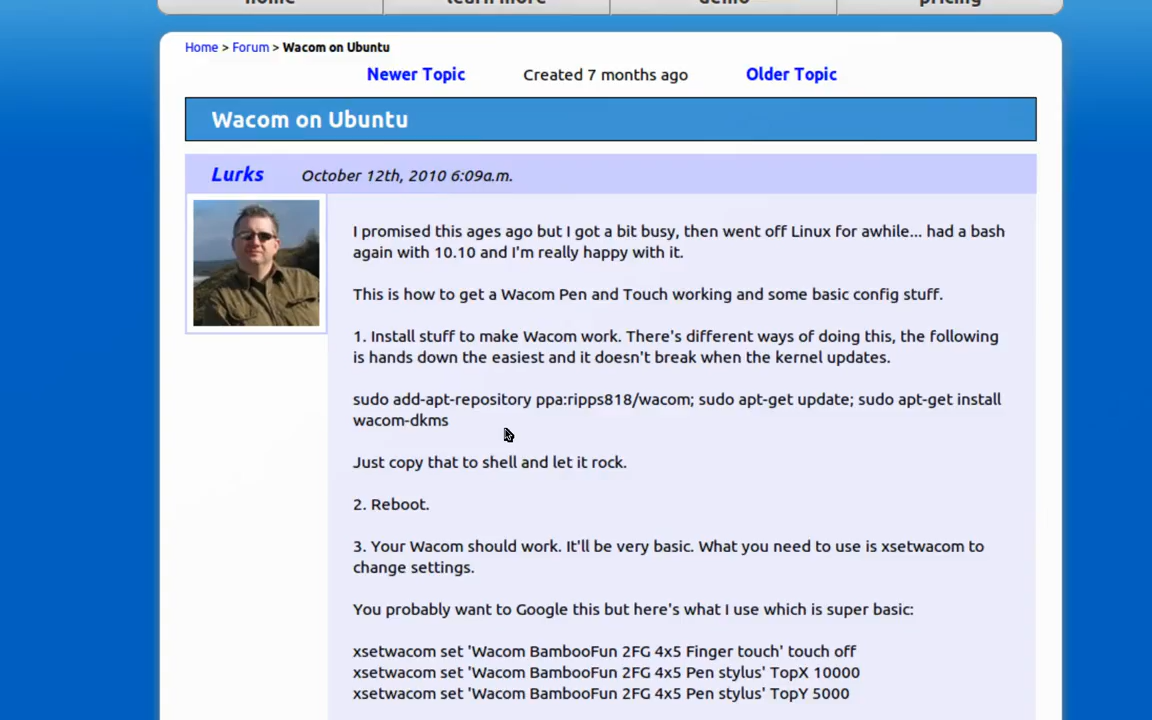 home learn more demo pricing
Home > Forum > Wacom on Ubuntu
Newer Topic Created 7 months ago Older Topic
Wacom on Ubuntu
Lurks October 12th, 2010 6:09a.m.
I promised this ages ago but I got a bit busy, then went off Linux for awhile... had a bash
again with 10.10 and I'm really happy with it.
This is how to get a Wacom Pen and Touch working and some basic config stuff.
1. Install stuff to make Wacom work. There's different ways of doing this, the following
is hands down the easiest and it doesn't break when the kernel updates.
sudo add-apt-repository ppa:ripps818/wacom; sudo apt-get update; sudo apt-get install
wacom-dkms
Just copy that to shell and let it rock.
2. Reboot.
3. Your Wacom should work. It'll be very basic. What you need to use is xsetwacom to
change settings.
You probably want to Google this but here's what I use which is super basic:
xsetwacom set 'Wacom BambooFun 2FG 4x5 Finger touch' touch off
xsetwacom set 'Wacom BambooFun 2FG 4x5 Pen stylus' TopX 10000
xsetwacom set 'Wacom BambooFun 2FG 4x5 Pen stylus' TopY 5000